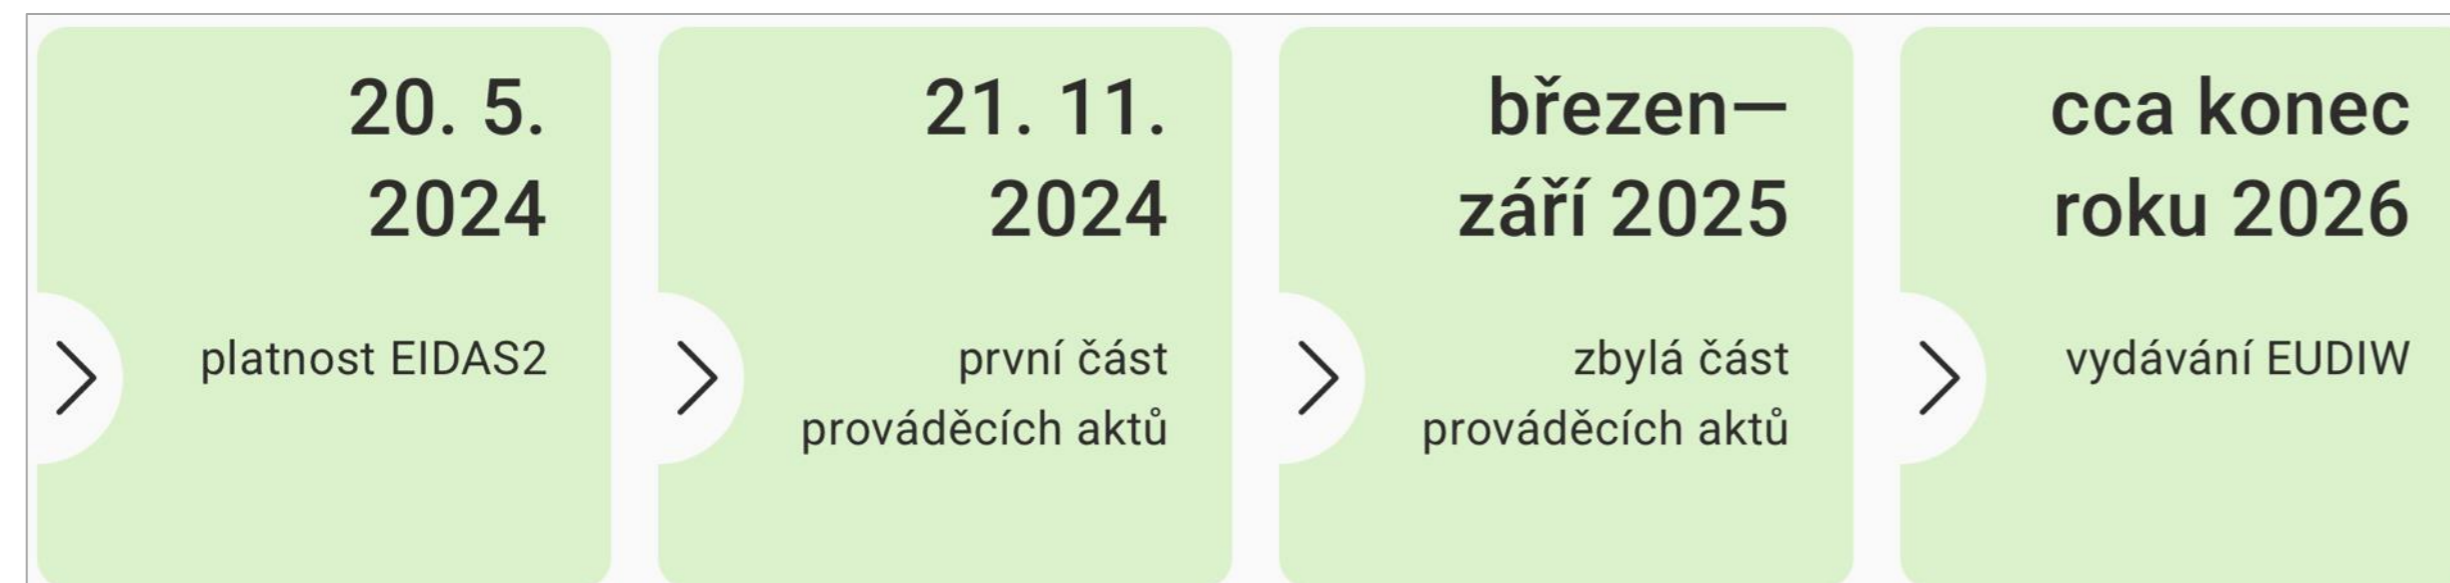 20. 5.
2024
platnost EIDAS2
21. 11.
2024
první část
prováděcích aktů
březen—
září 2025
zbylá část
prováděcích aktů
cca konec
roku 2026
vydávání EUDIW